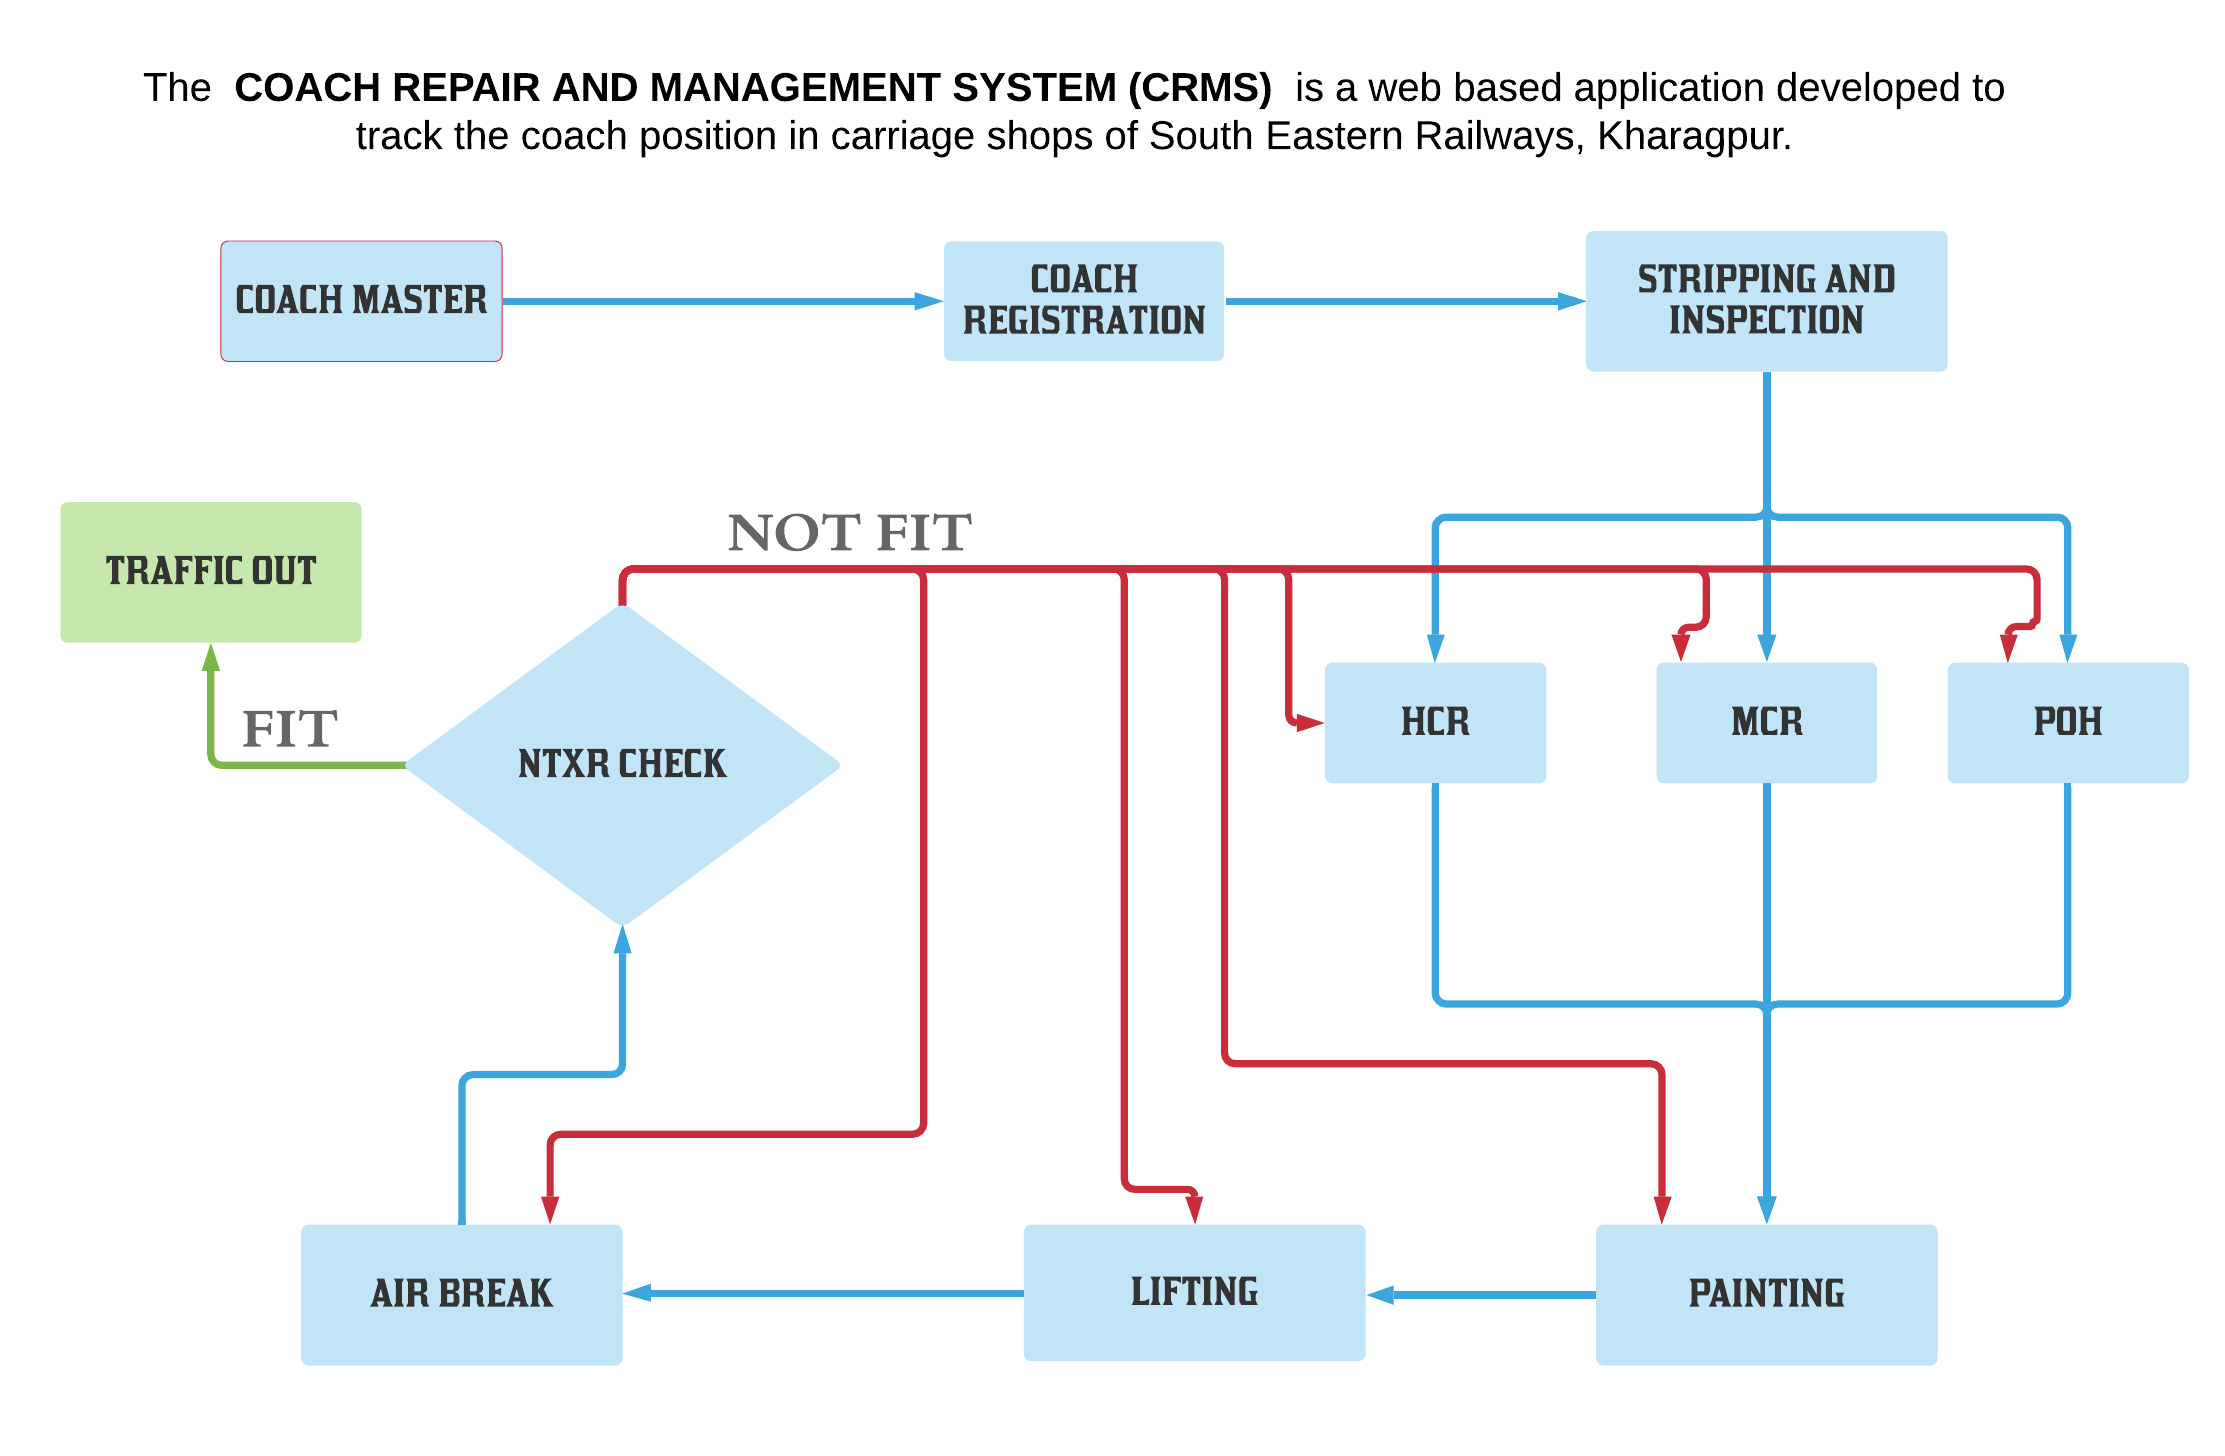 The COACH REPAIR AND MANAGEMENT SYSTEM (CRMS) is a web based application developed to
track the coach position in carriage shops of South Eastern Railways, Kharagpur.
COACH MASTER
COACH
REGISTRATION
STRIPPING AND
INSPECTION
NOT FIT
TRAFFIC OUT
FIT
NTXR CHECK
HCR
MCR
POH
AIR BREAK
LIFTING
PAINTING